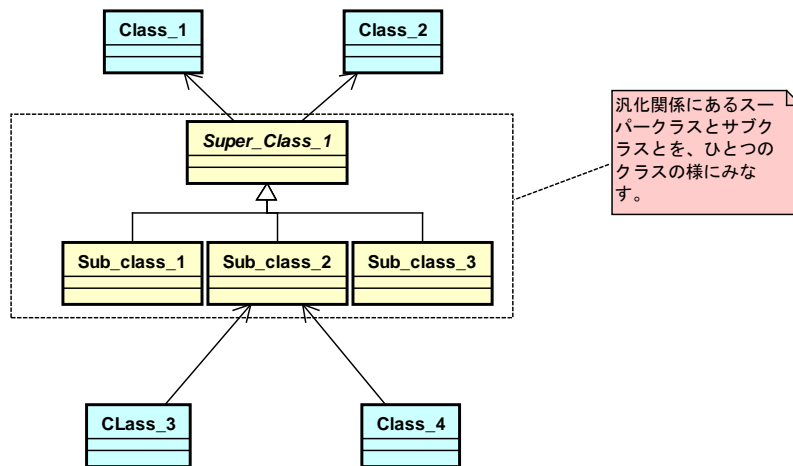 Class_1
Class_2
Super_Class_1
汎化関係にあるスー
パークラスとサブク
ラスとを、ひとつの
クラスの様にみな
す。
Sub_class_1
Sub_class_2
Sub_class_3
CLass_3
Class_4